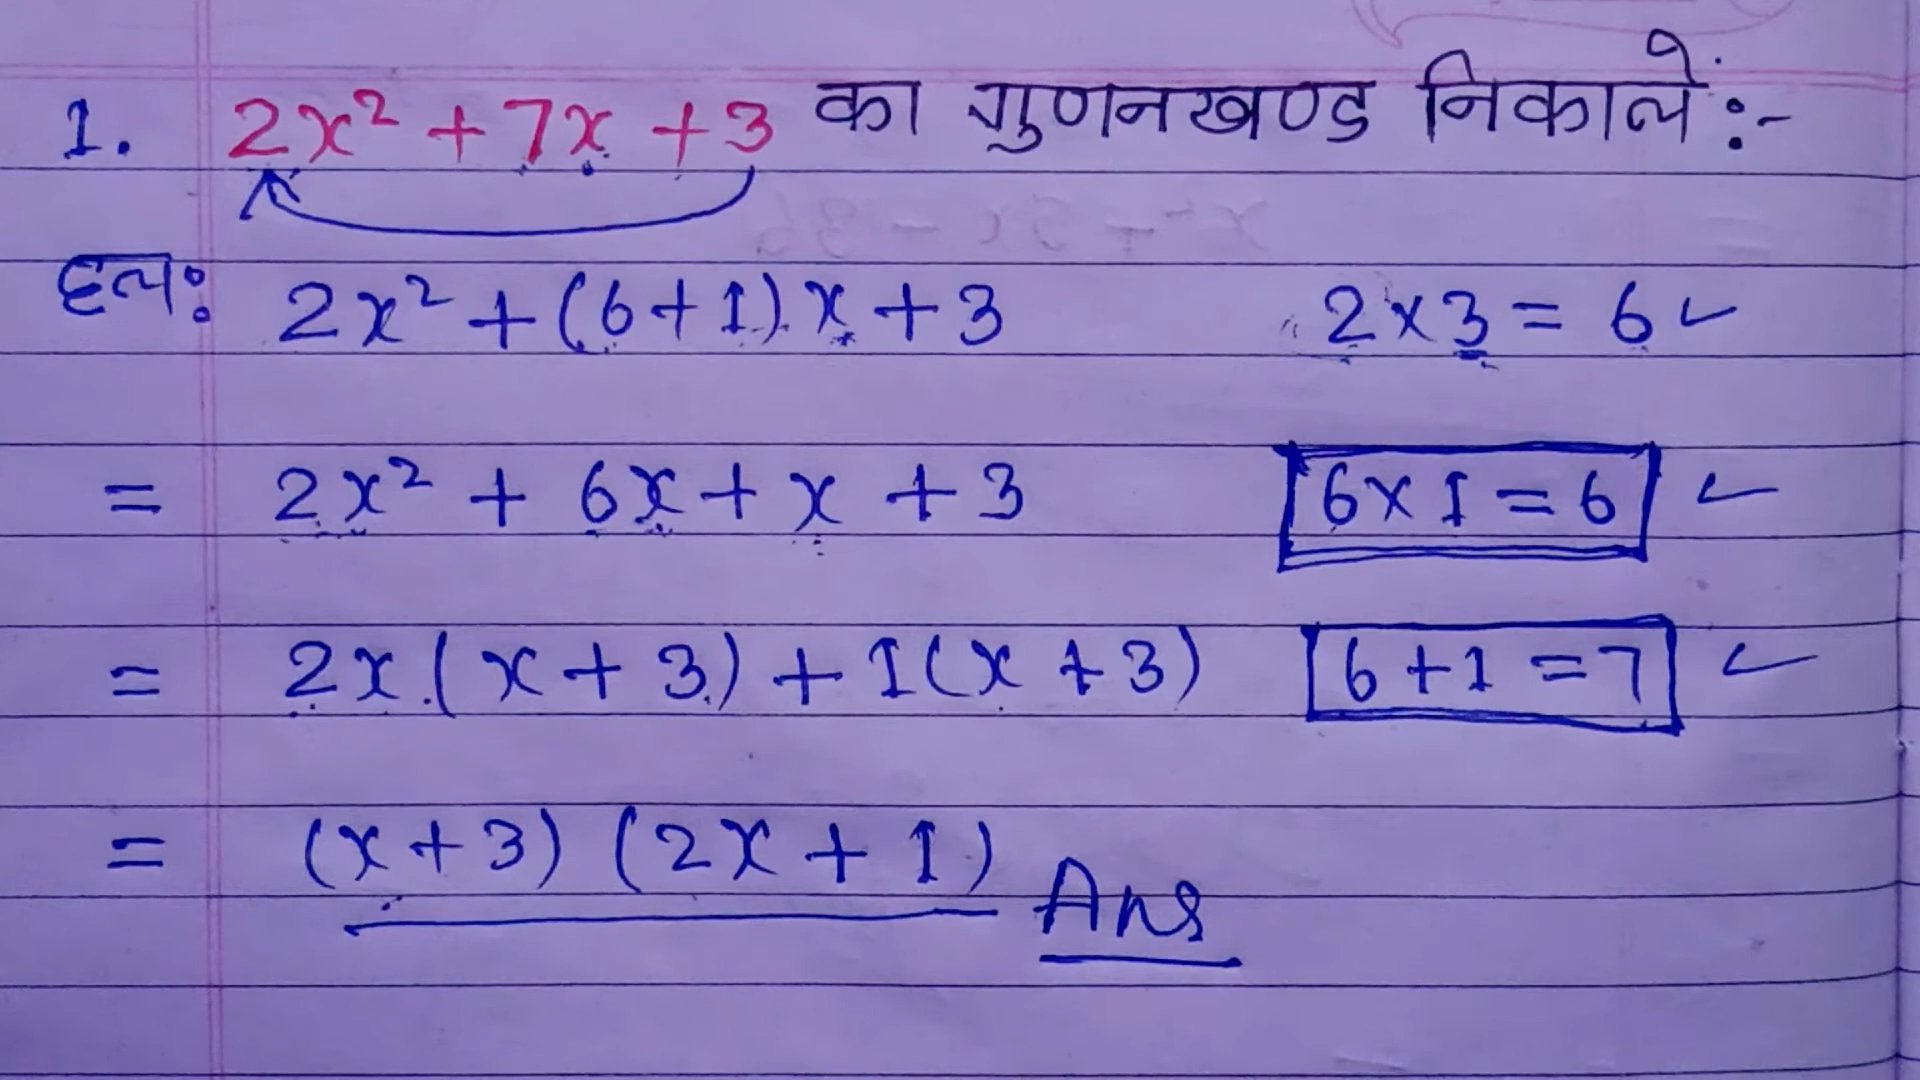 1. 2x² + 7x + 3 का गुणनखण्ड निकालें :-
हल: 2x² + (6+1)x + 3 2×3 = 6 ✓
= 2x² + 6x + x + 3 6×1 = 6 ✓
= 2x(x + 3) + 1(x + 3) 6+1 = 7 ✓
= (x+3) (2x + 1) Ans